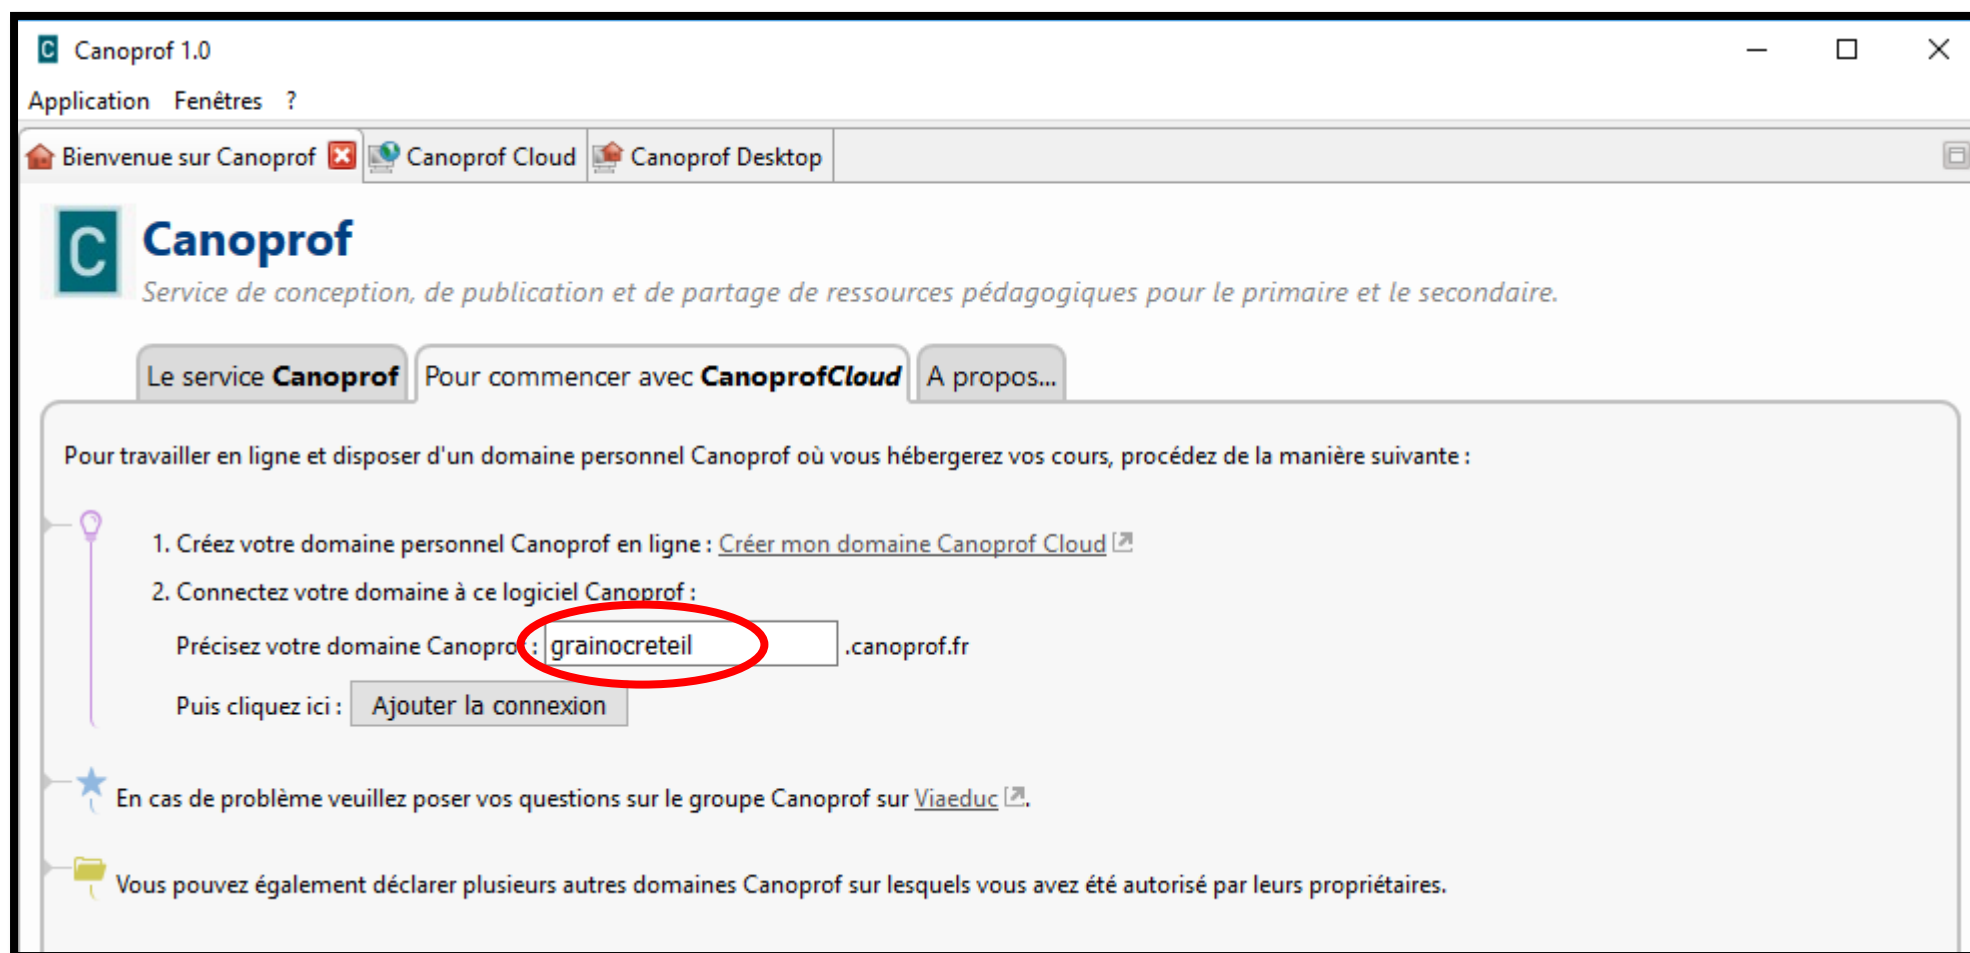 C Canoprof 1.0
Application Fenêtres ?
Bienvenue sur Canoprof Canoprof Cloud Canoprof Desktop
C Canoprof
Service de conception, de publication et de partage de ressources pédagogiques pour le primaire et le secondaire.
Le service Canoprof Pour commencer avec CanoprofCloud A propos...
Pour travailler en ligne et disposer d'un domaine personnel Canoprof où vous hébergerez vos cours, procédez de la manière suivante :
1. Créez votre domaine personnel Canoprof en ligne : Créer mon domaine Canoprof Cloud
2. Connectez votre domaine à ce logiciel Canoprof :
Précisez votre domaine Canoprof : grainocreteil .canoprof.fr
Puis cliquez ici : Ajouter la connexion
En cas de problème veuillez poser vos questions sur le groupe Canoprof sur Viaeduc.
Vous pouvez également déclarer plusieurs autres domaines Canoprof sur lesquels vous avez été autorisé par leurs propriétaires.